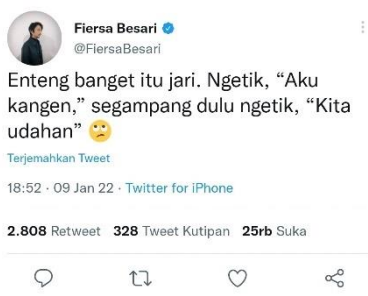 Fiersa Besari
@FiersaBesari
Enteng banget itu jari. Ngetik, “Aku
kangen,” segampang dulu ngetik, “Kita
udahan” 🙄
Terjemahkan Tweet
18:52 · 09 Jan 22 · Twitter for iPhone
2.808 Retweet 328 Tweet Kutipan 25rb Suka